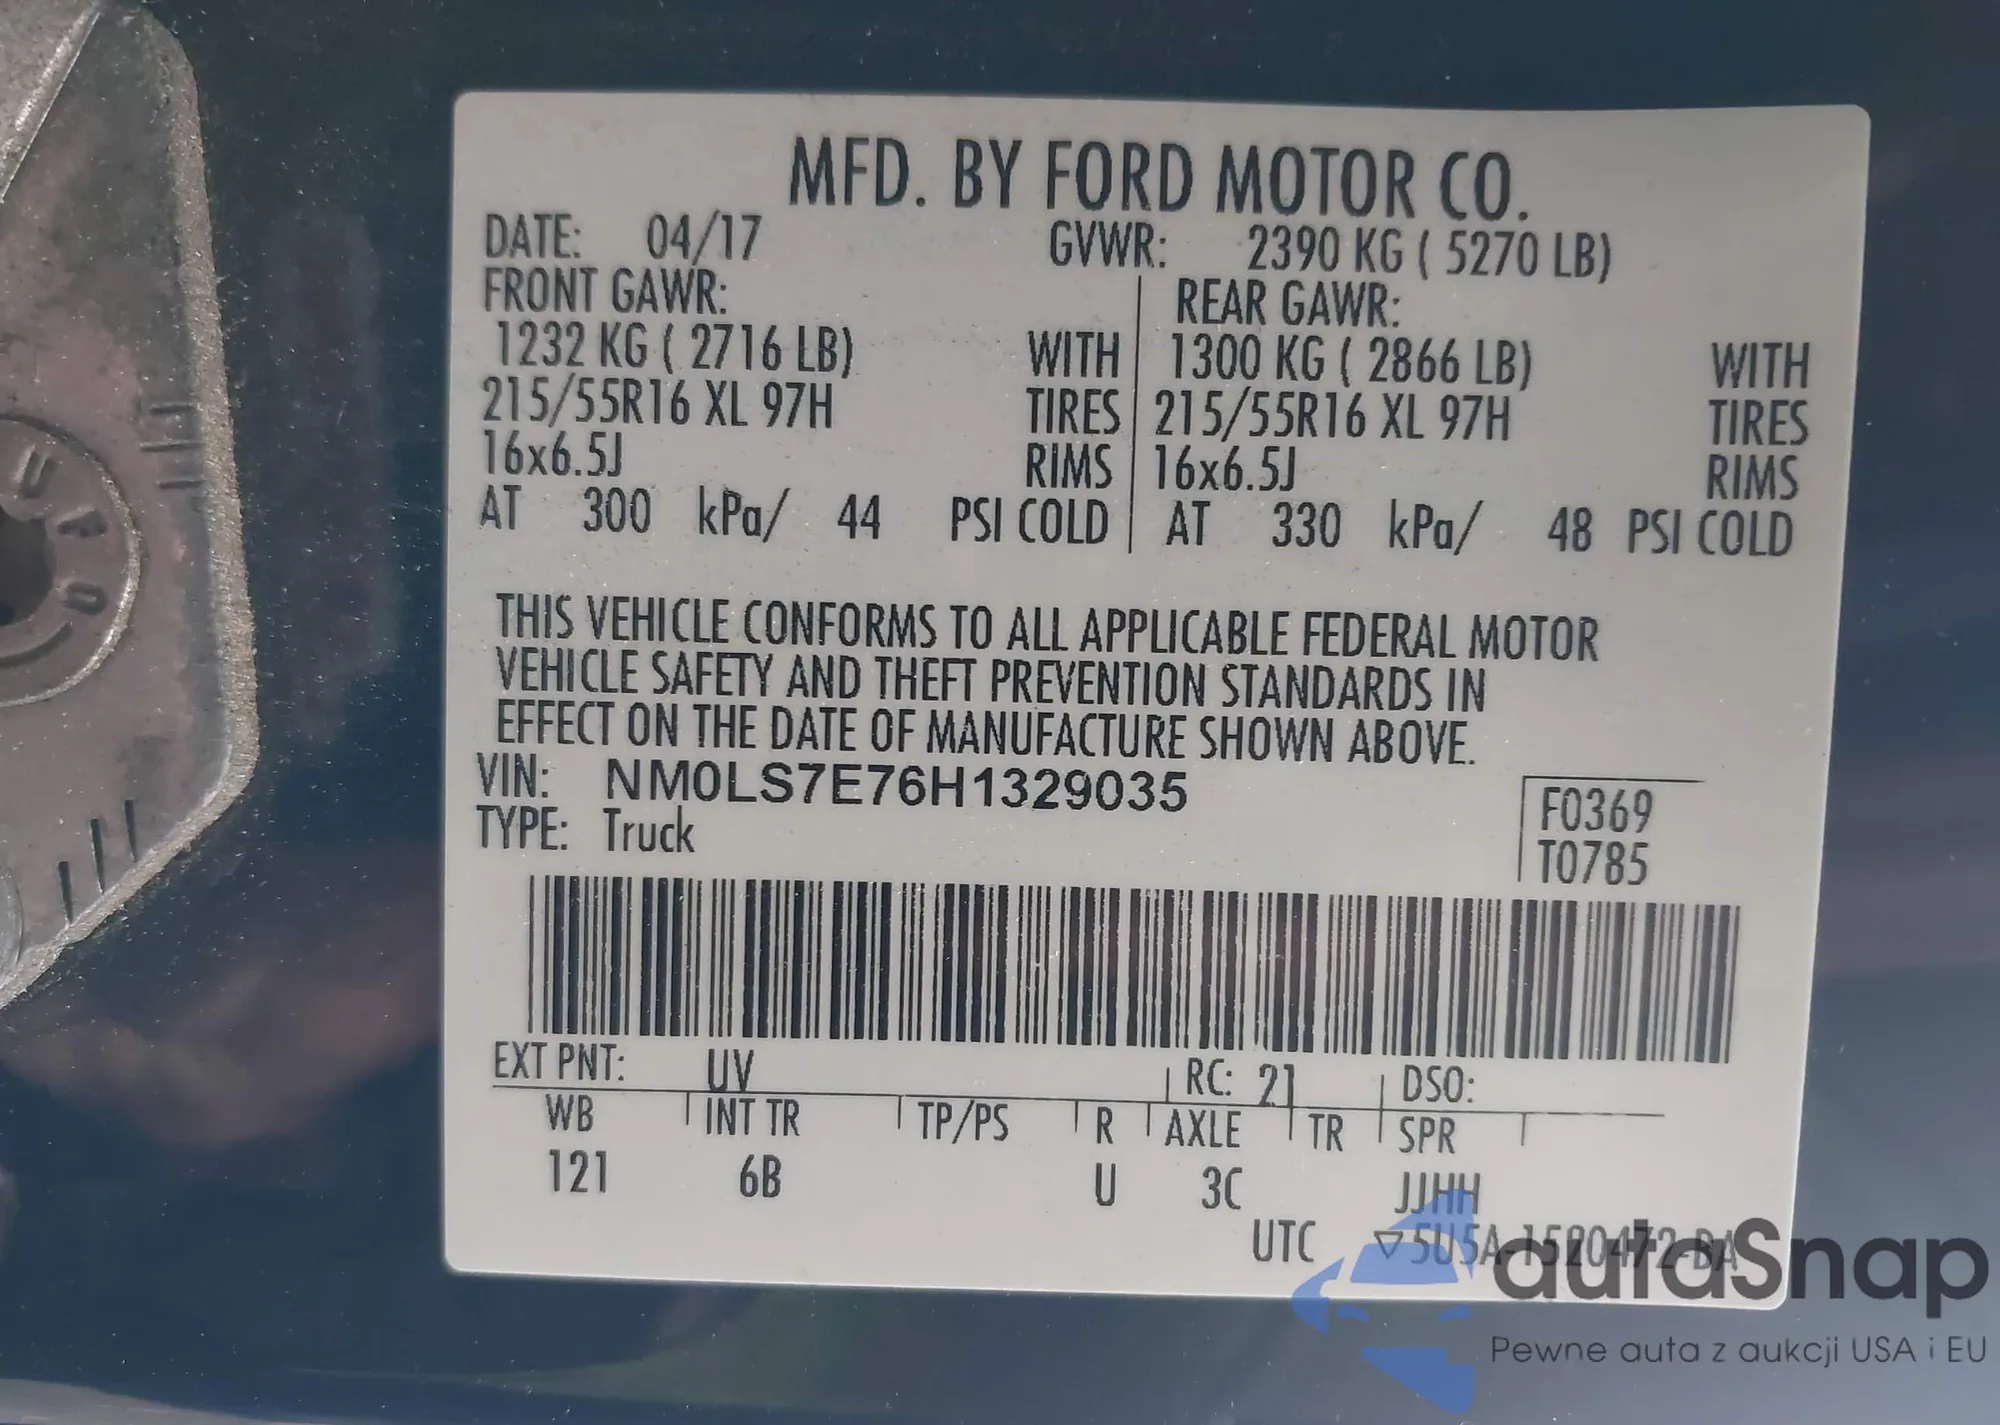 MFD. BY FORD MOTOR CO.
DATE: 04/17 GVWR: 2390 KG ( 5270 LB)
FRONT GAWR: REAR GAWR:
1232 KG ( 2716 LB) WITH 1300 KG ( 2866 LB) WITH
215/55R16 XL 97H TIRES 215/55R16 XL 97H TIRES
16x6.5J RIMS 16x6.5J RIMS
AT 300 kPa/ 44 PSI COLD AT 330 kPa/ 48 PSI COLD
THIS VEHICLE CONFORMS TO ALL APPLICABLE FEDERAL MOTOR
VEHICLE SAFETY AND THEFT PREVENTION STANDARDS IN
EFFECT ON THE DATE OF MANUFACTURE SHOWN ABOVE.
VIN: NM0LS7E76H1329035
F0369
TYPE: Truck
T0785
EXT PNT: UV RC: 21 DSO:
WB INT TR TP/PS R AXLE TR SPR
121 6B U 3C JJHH
UTC
autaSnap
Pewne auta z aukcji USA i EU